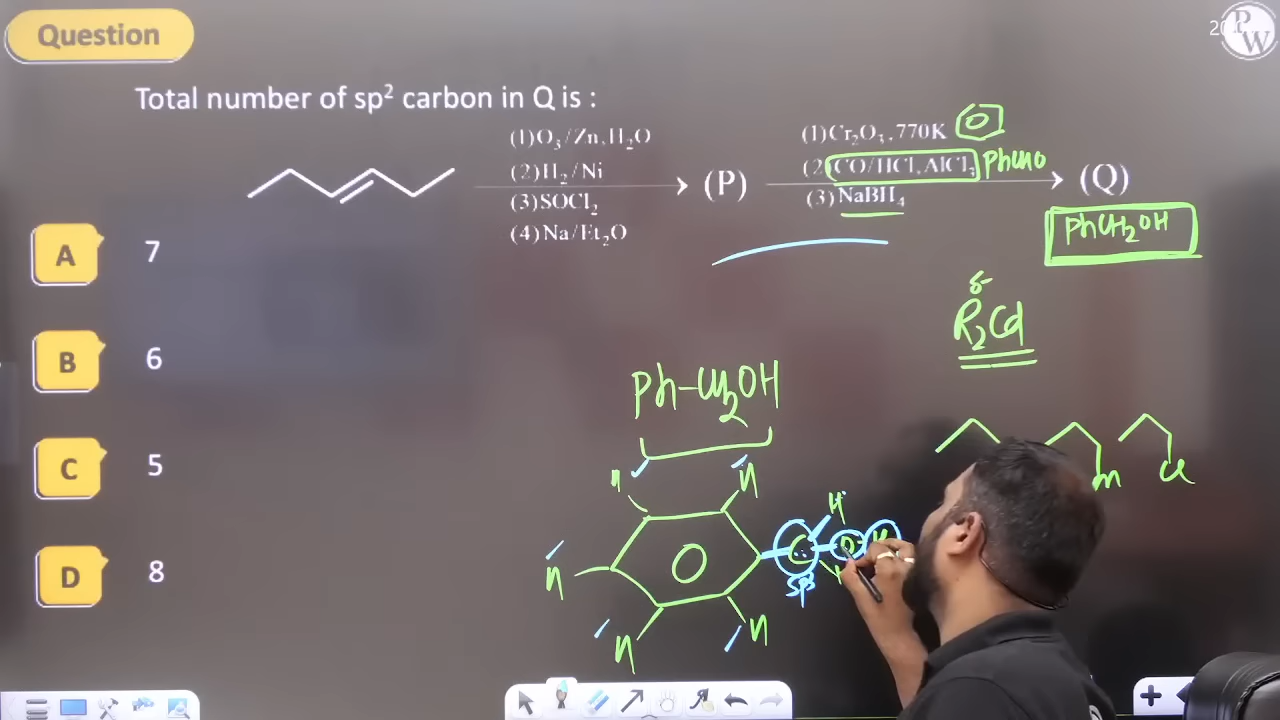 Question
PW
Total number of sp² carbon in Q is :
(1)O₃/Zn,H₂O
(2)H₂/Ni
(3)SOCl₂
(4)Na/Et₂O
(P)
(1)Cr₂O₃,770K
(2)CO/HCl,AlCl₃ PhCHO
(3)NaBH₄
(Q)
PhCH₂OH
A 7
B 6
C 5
D 8
δ-
R₂Cd
Ph-CH₂OH
H H
H C O H
sp³
H H